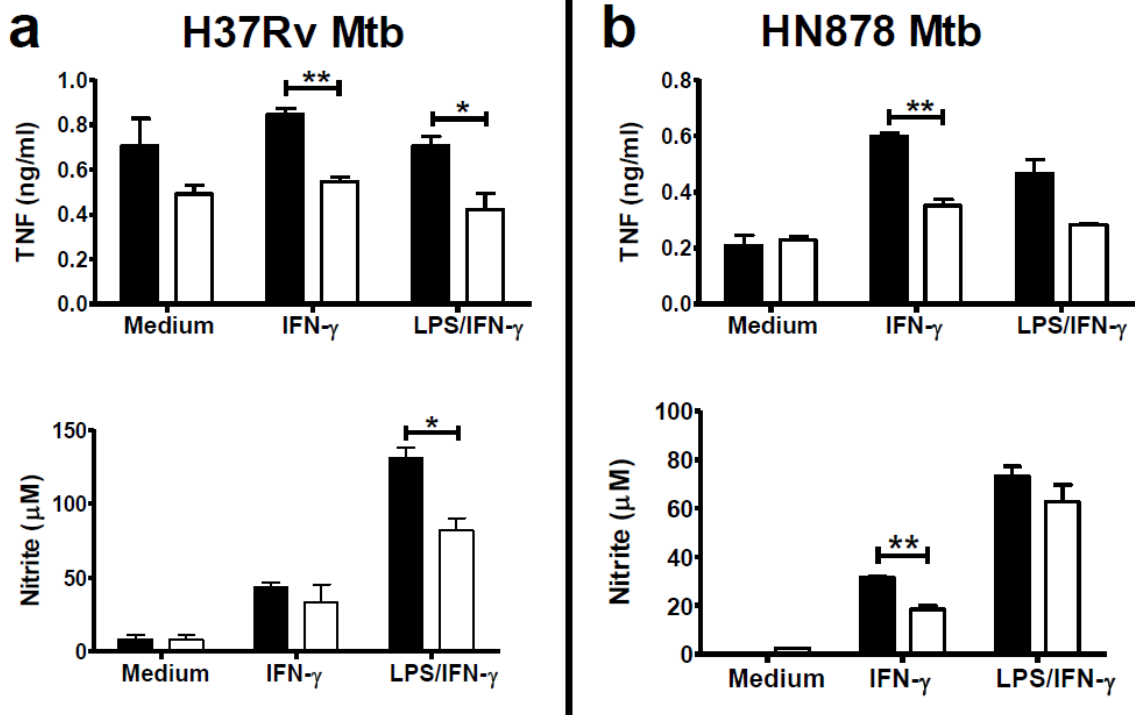 a H37Rv Mtb
TNF (ng/ml)
1.0
0.8
0.6
0.4
0.2
0.0
**
*
Medium IFN-γ LPS/IFN-γ
Nitrite (μM)
150
100
50
0
*
Medium IFN-γ LPS/IFN-γ
b HN878 Mtb
TNF (ng/ml)
0.8
0.6
0.4
0.2
0.0
**
Medium IFN-γ LPS/IFN-γ
Nitrite (μM)
100
80
60
40
20
0
**
Medium IFN-γ LPS/IFN-γ